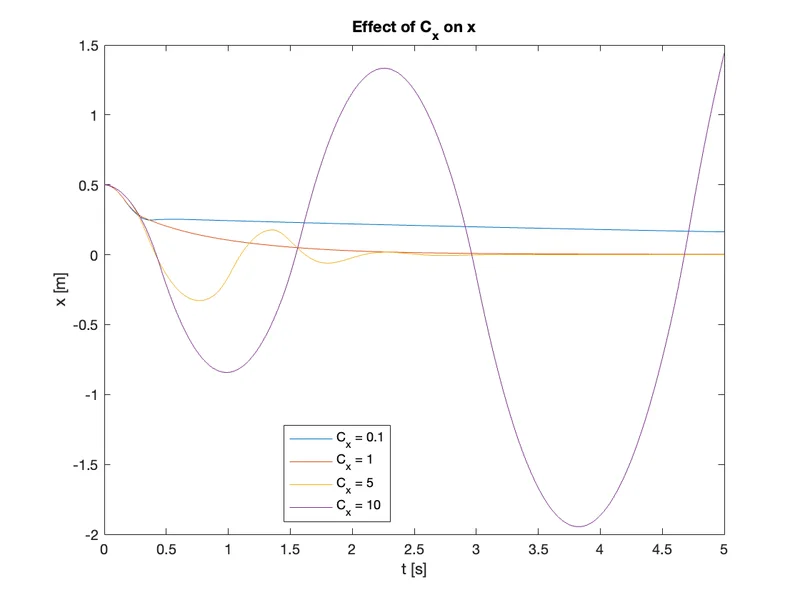 Effect of Cx on x
1.5
1
0.5
0
-0.5
-1
-1.5
-2
x [m]
Cx = 0.1
Cx = 1
Cx = 5
Cx = 10
0 0.5 1 1.5 2 2.5 3 3.5 4 4.5 5
t [s]